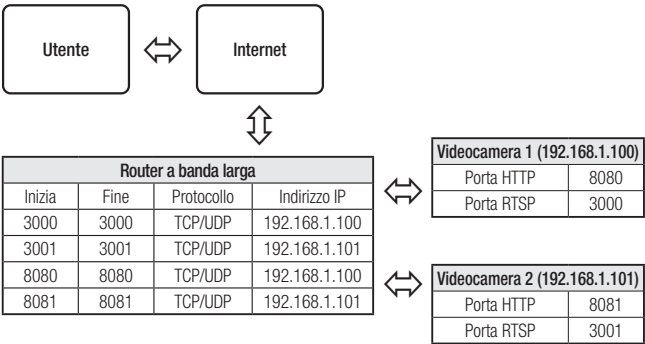 Utente
Internet
Router a banda larga
Inizia Fine Protocollo Indirizzo IP
3000 3000 TCP/UDP 192.168.1.100
3001 3001 TCP/UDP 192.168.1.101
8080 8080 TCP/UDP 192.168.1.100
8081 8081 TCP/UDP 192.168.1.101
Videocamera 1 (192.168.1.100)
Porta HTTP 8080
Porta RTSP 3000
Videocamera 2 (192.168.1.101)
Porta HTTP 8081
Porta RTSP 3001